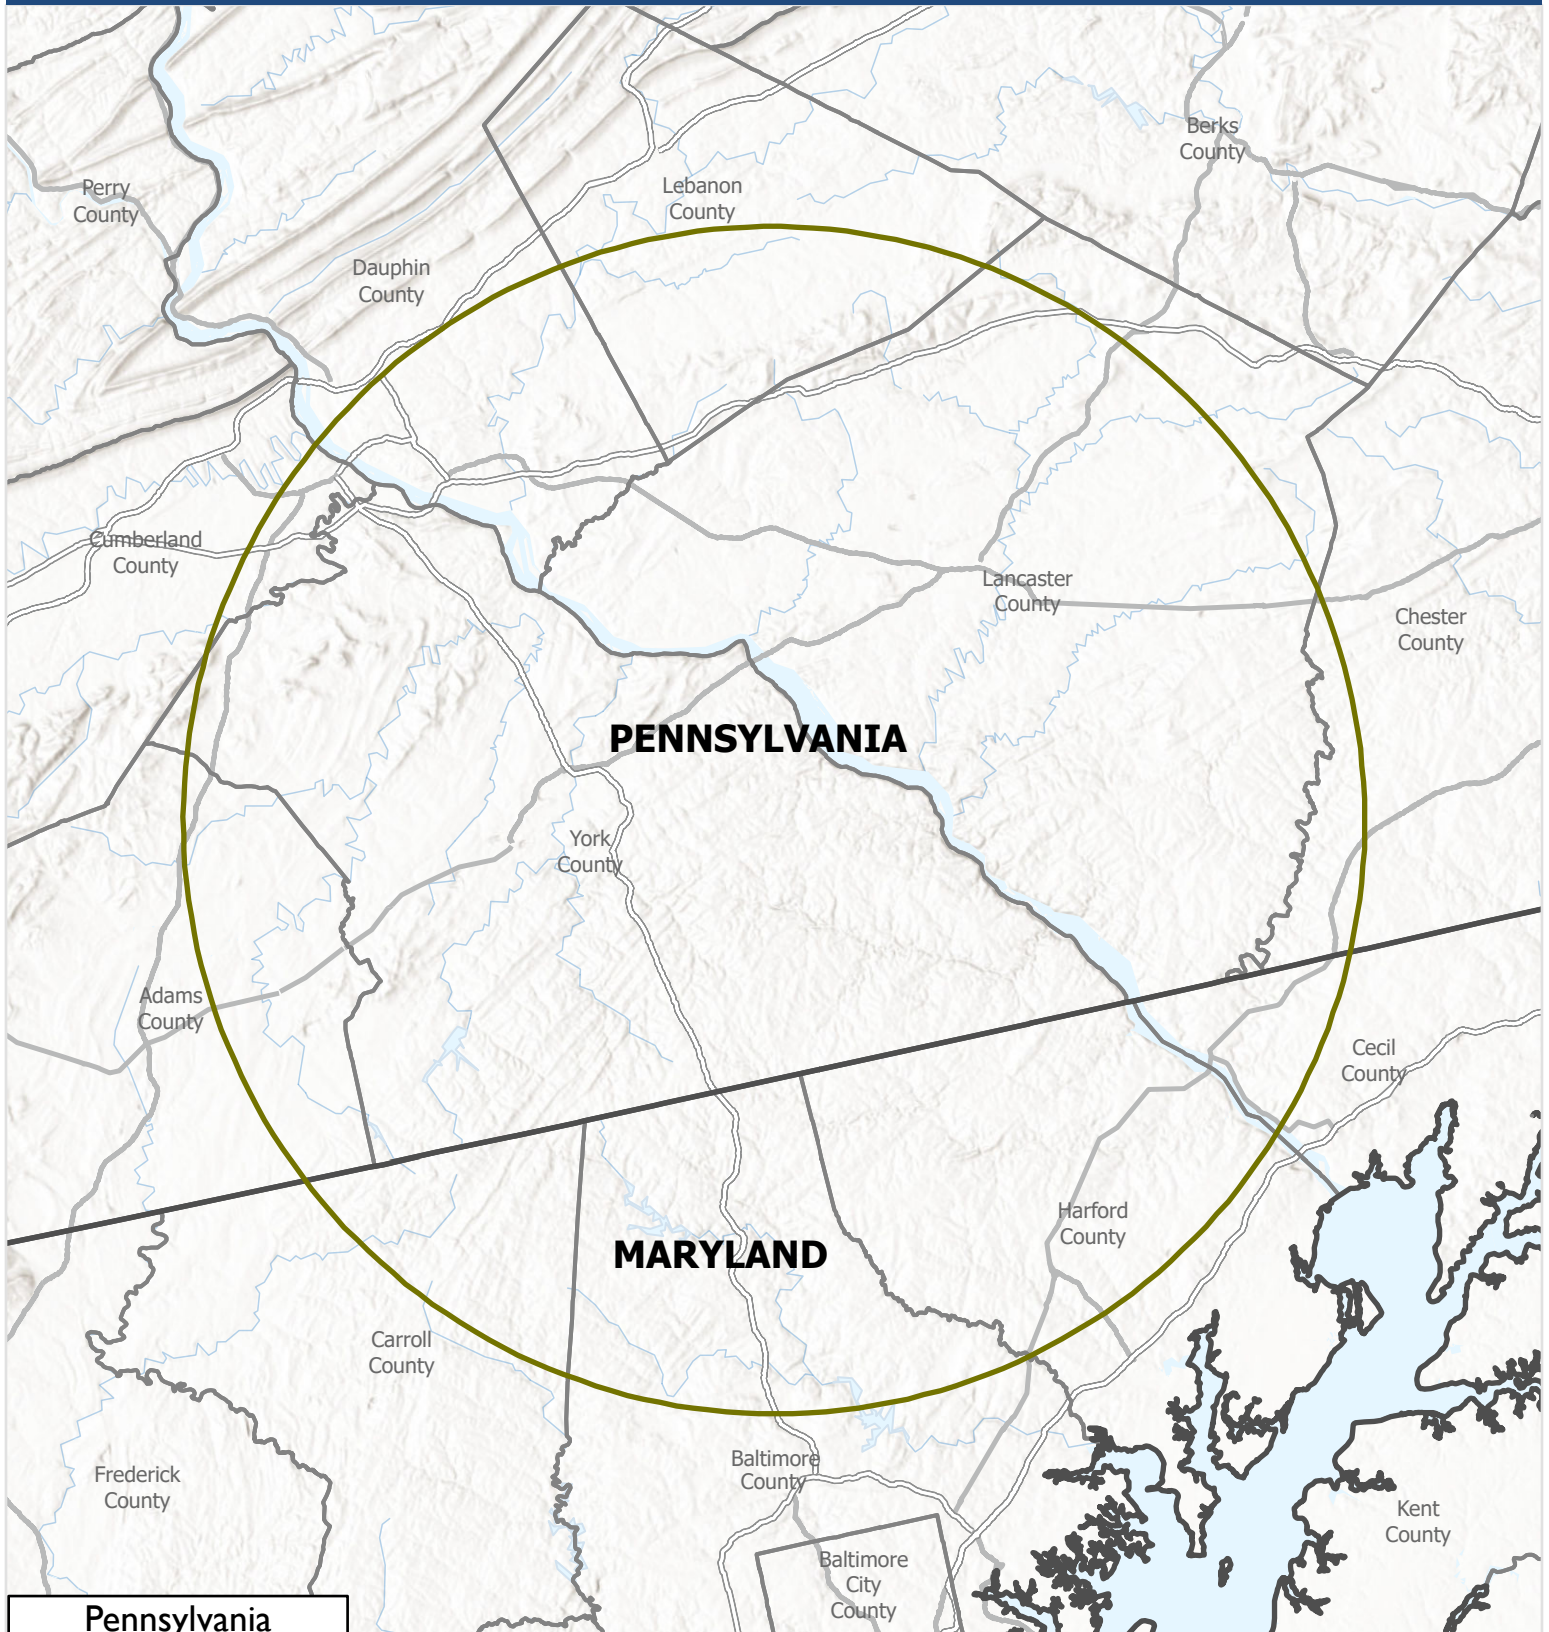 Berks
County
Perry
County
Lebanon
County
Dauphin
County
Cumberland
County
Lancaster
County
Chester
County
PENNSYLVANIA
York
County
Adams
County
Cecil
County
Harford
County
MARYLAND
Carroll
County
Frederick
County
Baltimore
County
Kent
County
Baltimore
City
County
Pennsylvania